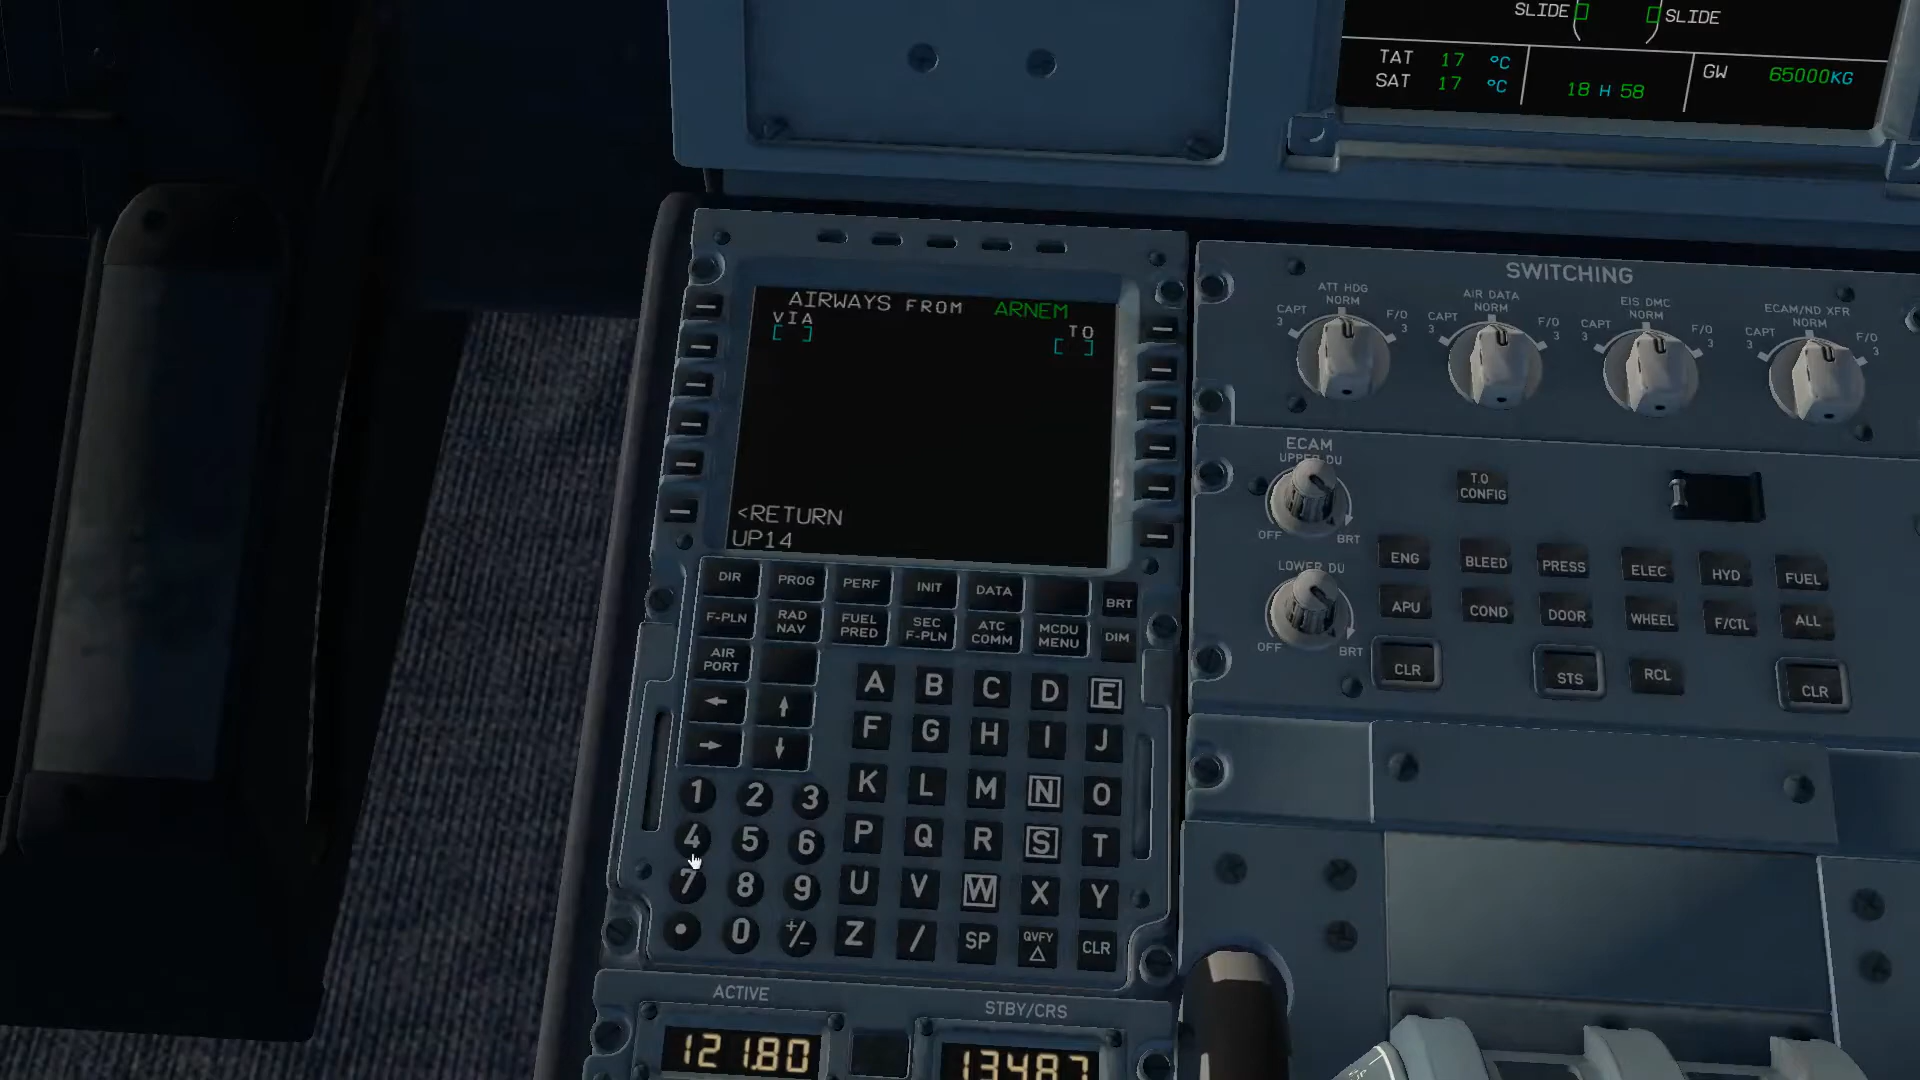 SLIDE SLIDE
TAT 17 °C
SAT 17 °C
18 H 58
GW 65000KG
AIRWAYS FROM ARNEM
VIA
TO
[ ] [ ]
<RETURN
UP14
DIR PROG PERF INIT DATA BRT
F-PLN RAD NAV FUEL PRED SEC F-PLN ATC COMM MCDU MENU DIM
AIR PORT
← ↑
→ ↓
A B C D E
F G H I J
K L M N O
P Q R S T
U V W X Y
Z / SP QVFY △ CLR
1 2 3
4 5 6
7 8 9
• 0 +/-
ACTIVE STBY/CRS
121.80 134.87
SWITCHING
ATT HDG AIR DATA EIS DMC ECAM/ND XFR
NORM NORM NORM NORM
CAPT 3 F/O 3 CAPT 3 F/O 3 CAPT 3 F/O 3 CAPT 3 F/O 3
ECAM
UPPER DU
OFF BRT
LOWER DU
OFF BRT
T.O CONFIG
ENG BLEED PRESS ELEC HYD FUEL
APU COND DOOR WHEEL F/CTL ALL
CLR STS RCL CLR